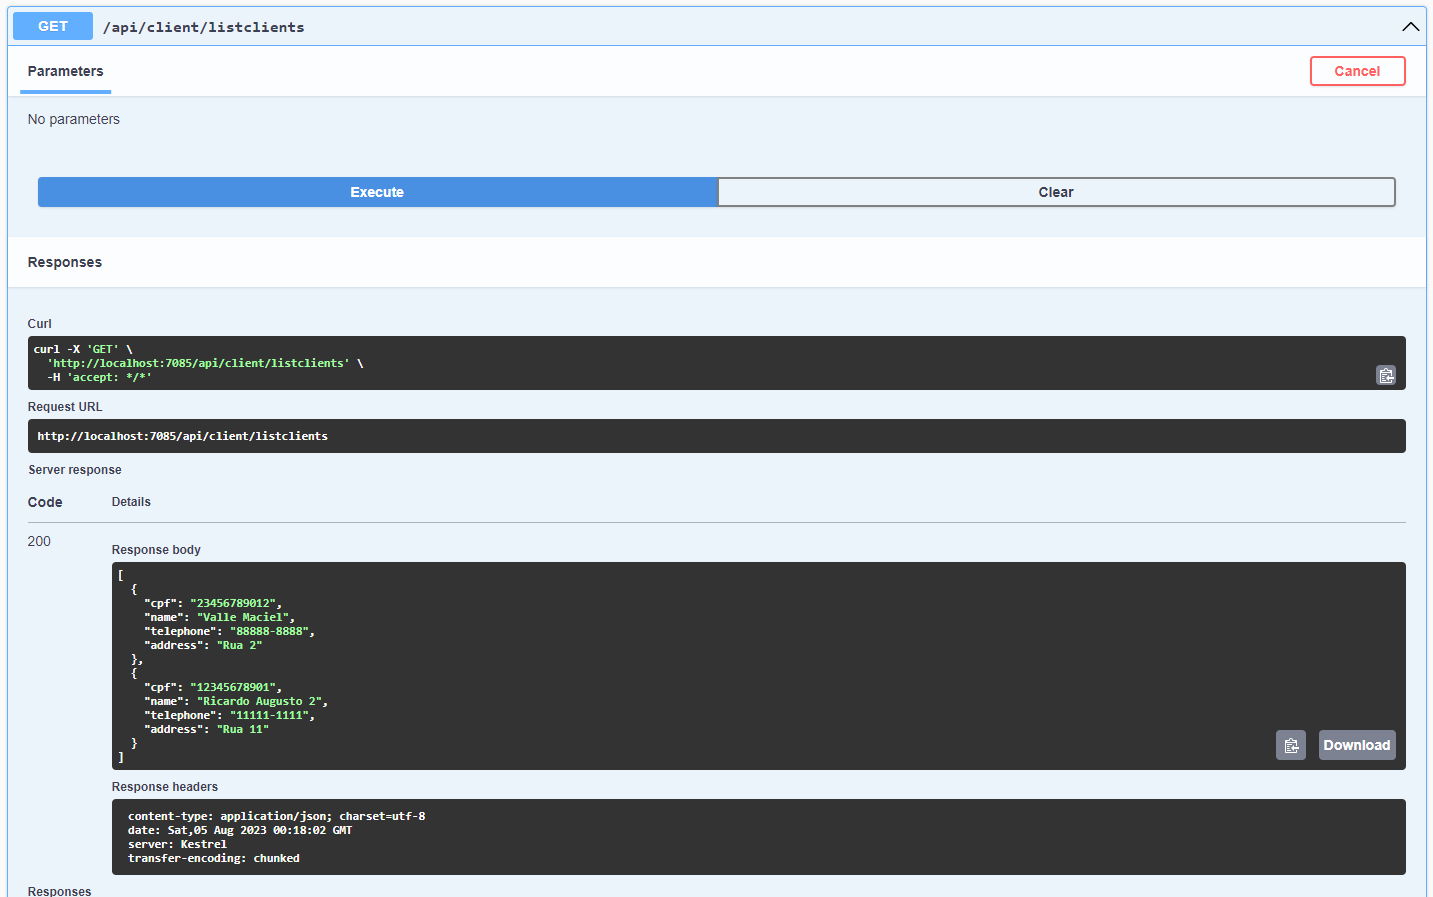 GET /api/client/listclients
Parameters
Cancel
No parameters
Execute
Clear
Responses
Curl
curl -X 'GET' \
  'http://localhost:7085/api/client/listclients' \
  -H 'accept: */*'
Request URL
http://localhost:7085/api/client/listclients
Server response
Code Details
200
Response body
[
  {
    "cpf": "23456789012",
    "name": "Valle Maciel",
    "telephone": "88888-8888",
    "address": "Rua 2"
  },
  {
    "cpf": "12345678901",
    "name": "Ricardo Augusto 2",
    "telephone": "11111-1111",
    "address": "Rua 11"
  }
]
Download
Response headers
content-type: application/json; charset=utf-8
date: Sat,05 Aug 2023 00:18:02 GMT
server: Kestrel
transfer-encoding: chunked
Responses